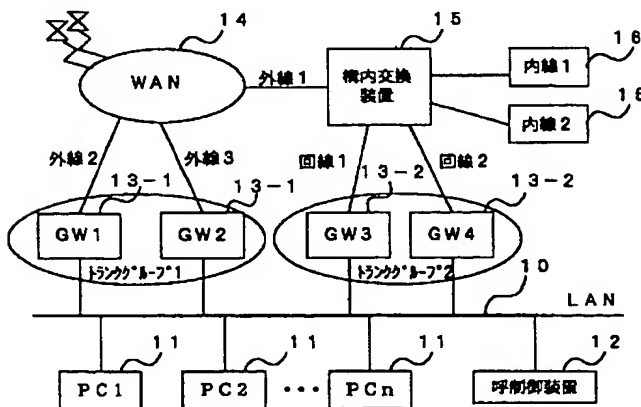 14
15
16
WAN
外線1
構内交換
装置
内線1
16
内線2
外線2
外線3
回線1
回線2
13-1
13-1
13-2
13-2
GW1
GW2
GW3
GW4
トランクグループ1
トランクグループ2
10
LAN
11
11
11
12
PC1
PC2
•••
PCn
呼制御装置